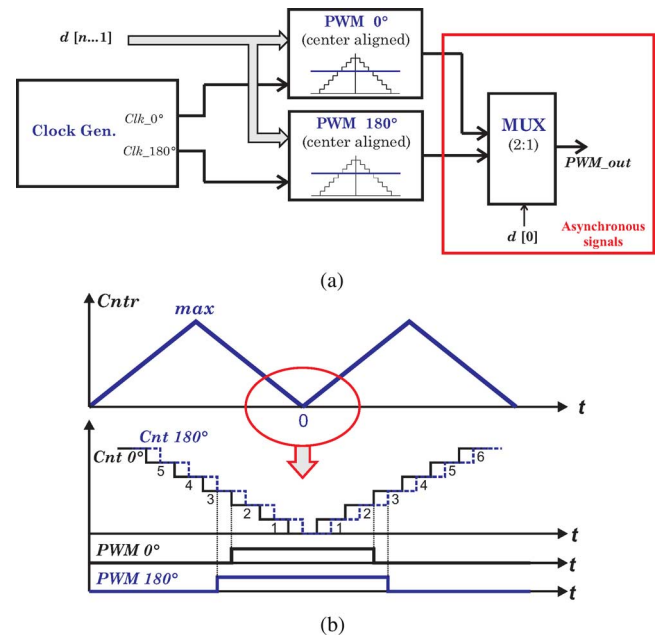 d [n...1]
PWM 0°
(center aligned)
Clock Gen.
Clk_0°
Clk_180°
PWM 180°
(center aligned)
MUX
(2:1)
PWM_out
d [0]
Asynchronous
signals
(a)
Cntr
max
t
0
Cnt 180°
Cnt 0°
5 4 3 2 1 1 2 3 4 5 6
t
PWM 0°
t
PWM 180°
t
(b)